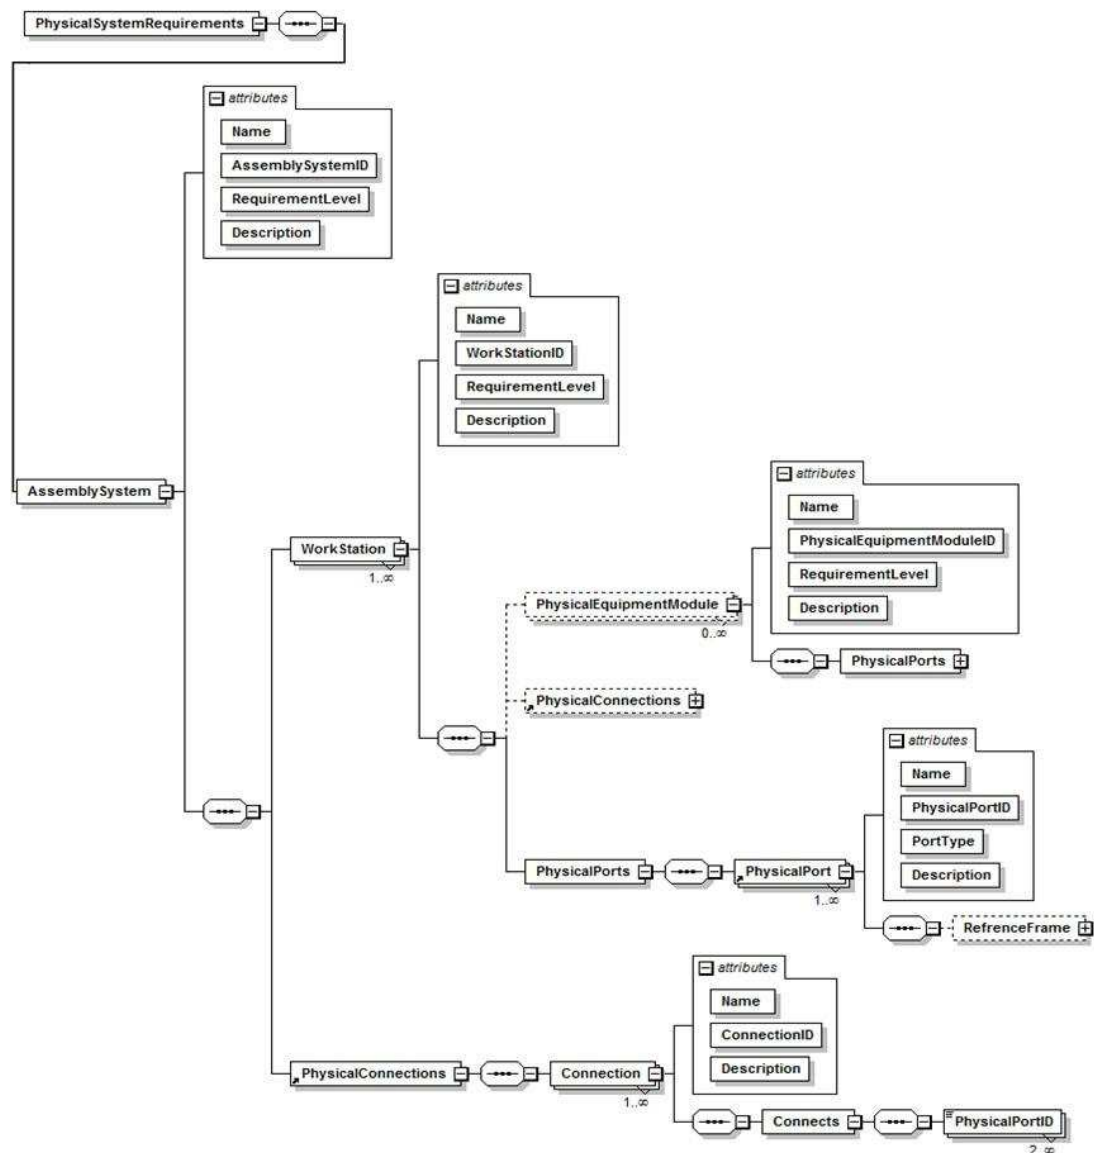 PhysicalSystemRequirements
attributes
Name
AssemblySystemID
RequirementLevel
Description
attributes
Name
WorkStationID
RequirementLevel
Description
AssemblySystem
attributes
Name
PhysicalEquipmentModuleID
RequirementLevel
Description
WorkStation
1..∞
PhysicalEquipmentModule
0..∞
PhysicalPorts
PhysicalConnections
attributes
Name
PhysicalPortID
PortType
Description
PhysicalPorts
PhysicalPort
1..∞
RefrenceFrame
attributes
Name
ConnectionID
Description
PhysicalConnections
Connection
1..∞
Connects
PhysicalPortID
2..∞